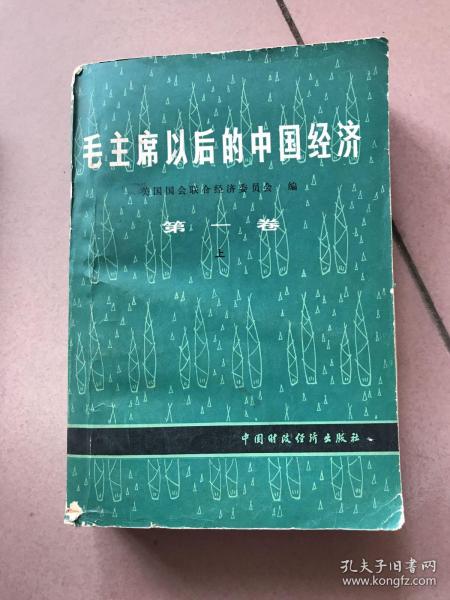 毛主席以后的中国经济
美国国会联合经济委员会 编
第一卷
上
中国财政经济出版社
孔夫子旧书网
www.kongfz.com